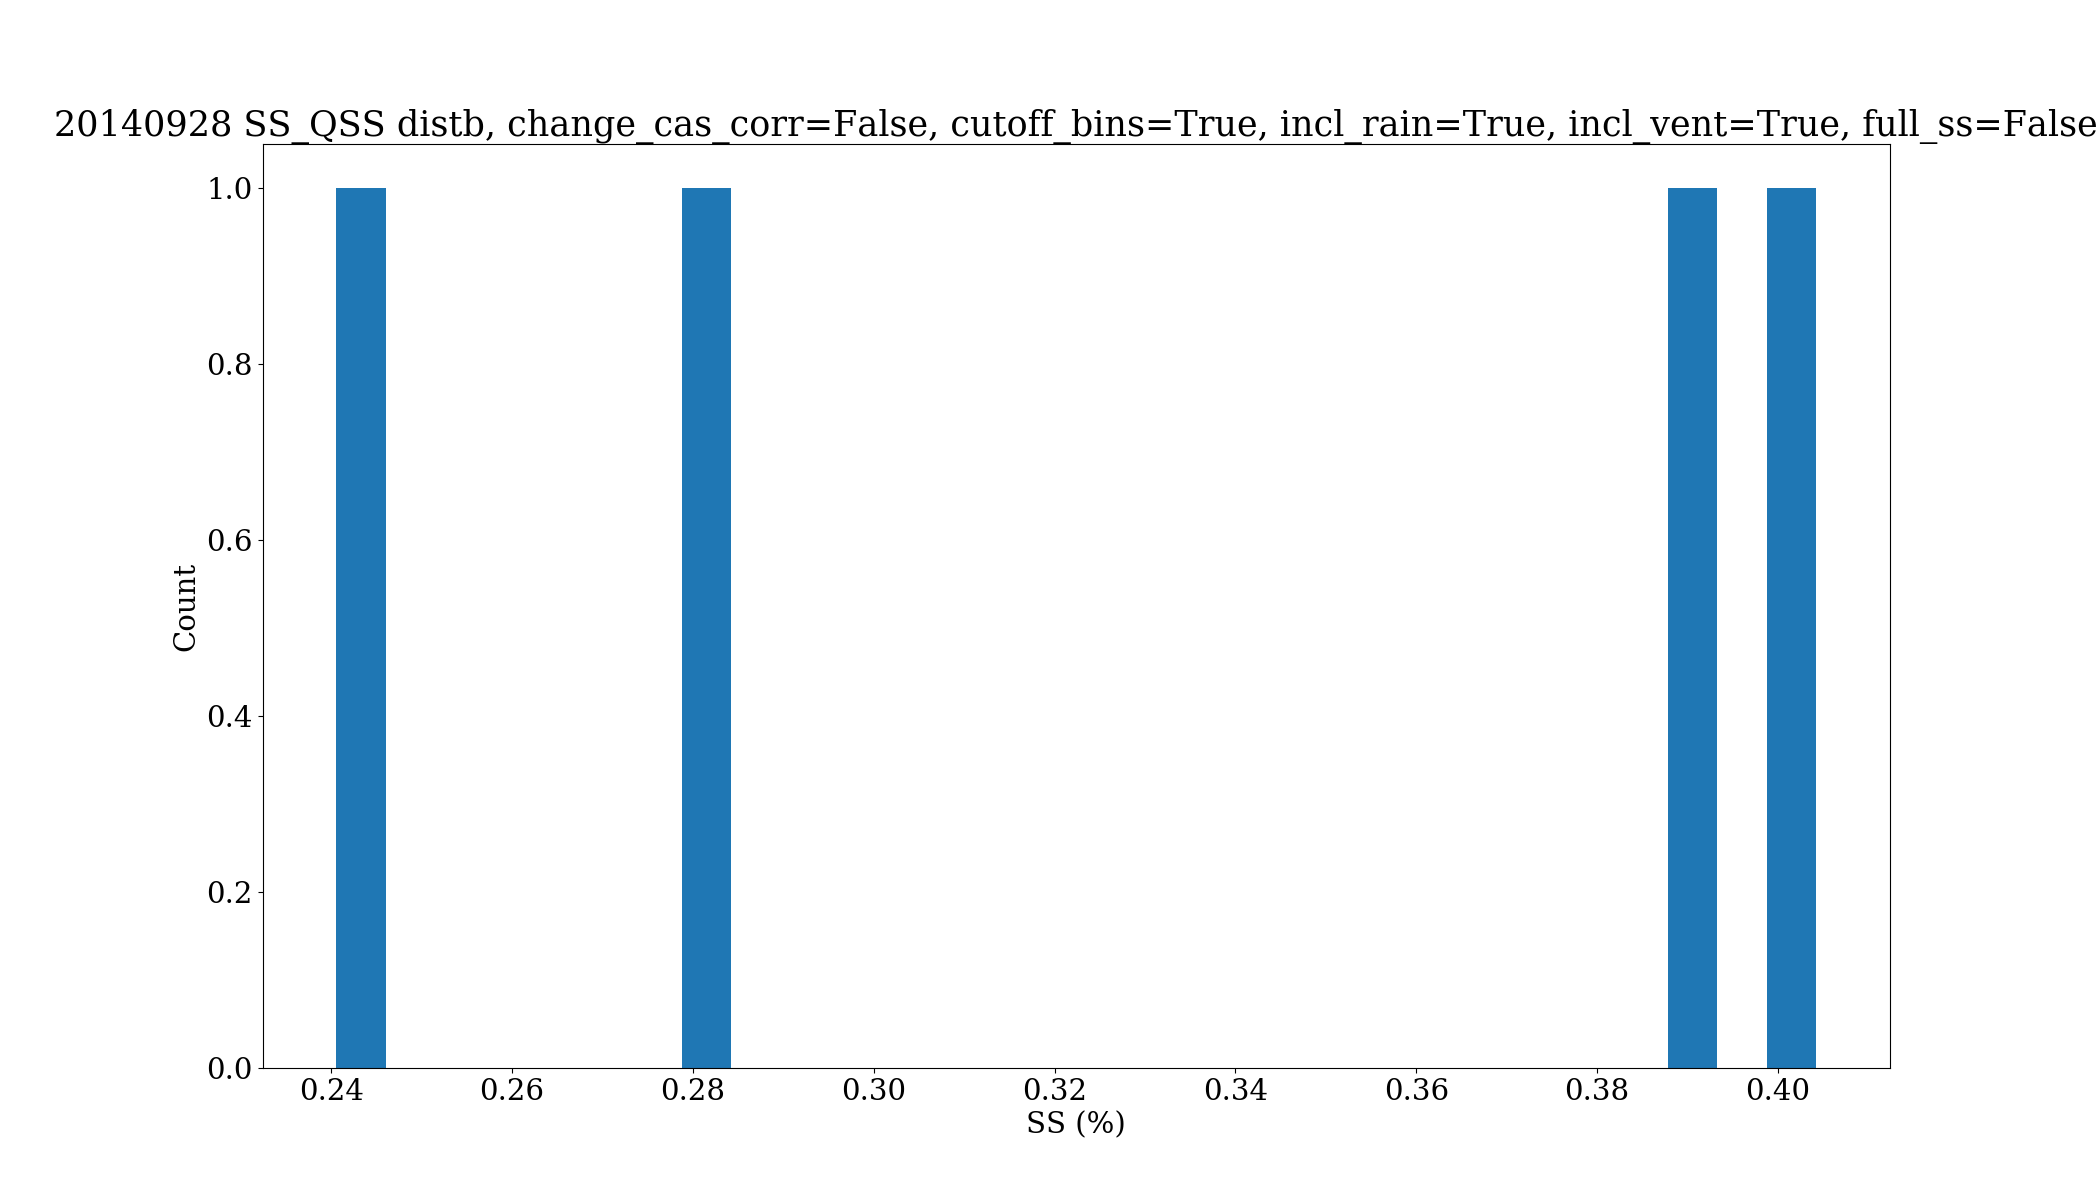 20140928 SS_QSS distb, change_cas_corr=False, cutoff_bins=True, incl_rain=True, incl_vent=True, full_ss=False
1.0
0.8
0.6
0.4
0.2
0.0
Count
0.24 0.26 0.28 0.30 0.32 0.34 0.36 0.38 0.40
SS (%)